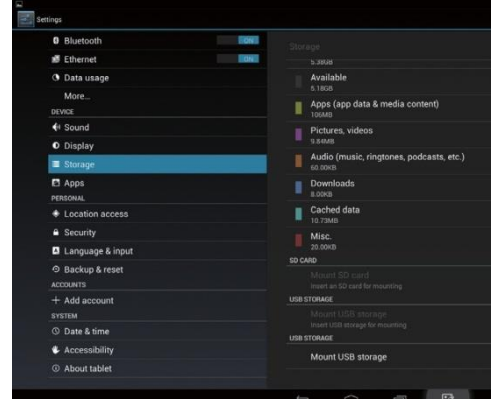 Settings
Bluetooth
ON
Ethernet
ON
Data usage
More...
DEVICE
Sound
Display
Storage
Apps
PERSONAL
Location access
Security
Language & input
Backup & reset
ACCOUNTS
Add account
SYSTEM
Date & time
Accessibility
About tablet
Storage
5.38GB
Available
5.18GB
Apps (app data & media content)
106MB
Pictures, videos
9.84MB
Audio (music, ringtones, podcasts, etc.)
60.00KB
Downloads
8.00KB
Cached data
10.73MB
Misc.
20.00KB
SD CARD
Mount SD card
Insert an SD card for mounting
USB STORAGE
Mount USB storage
Insert USB storage for mounting
USB STORAGE
Mount USB storage